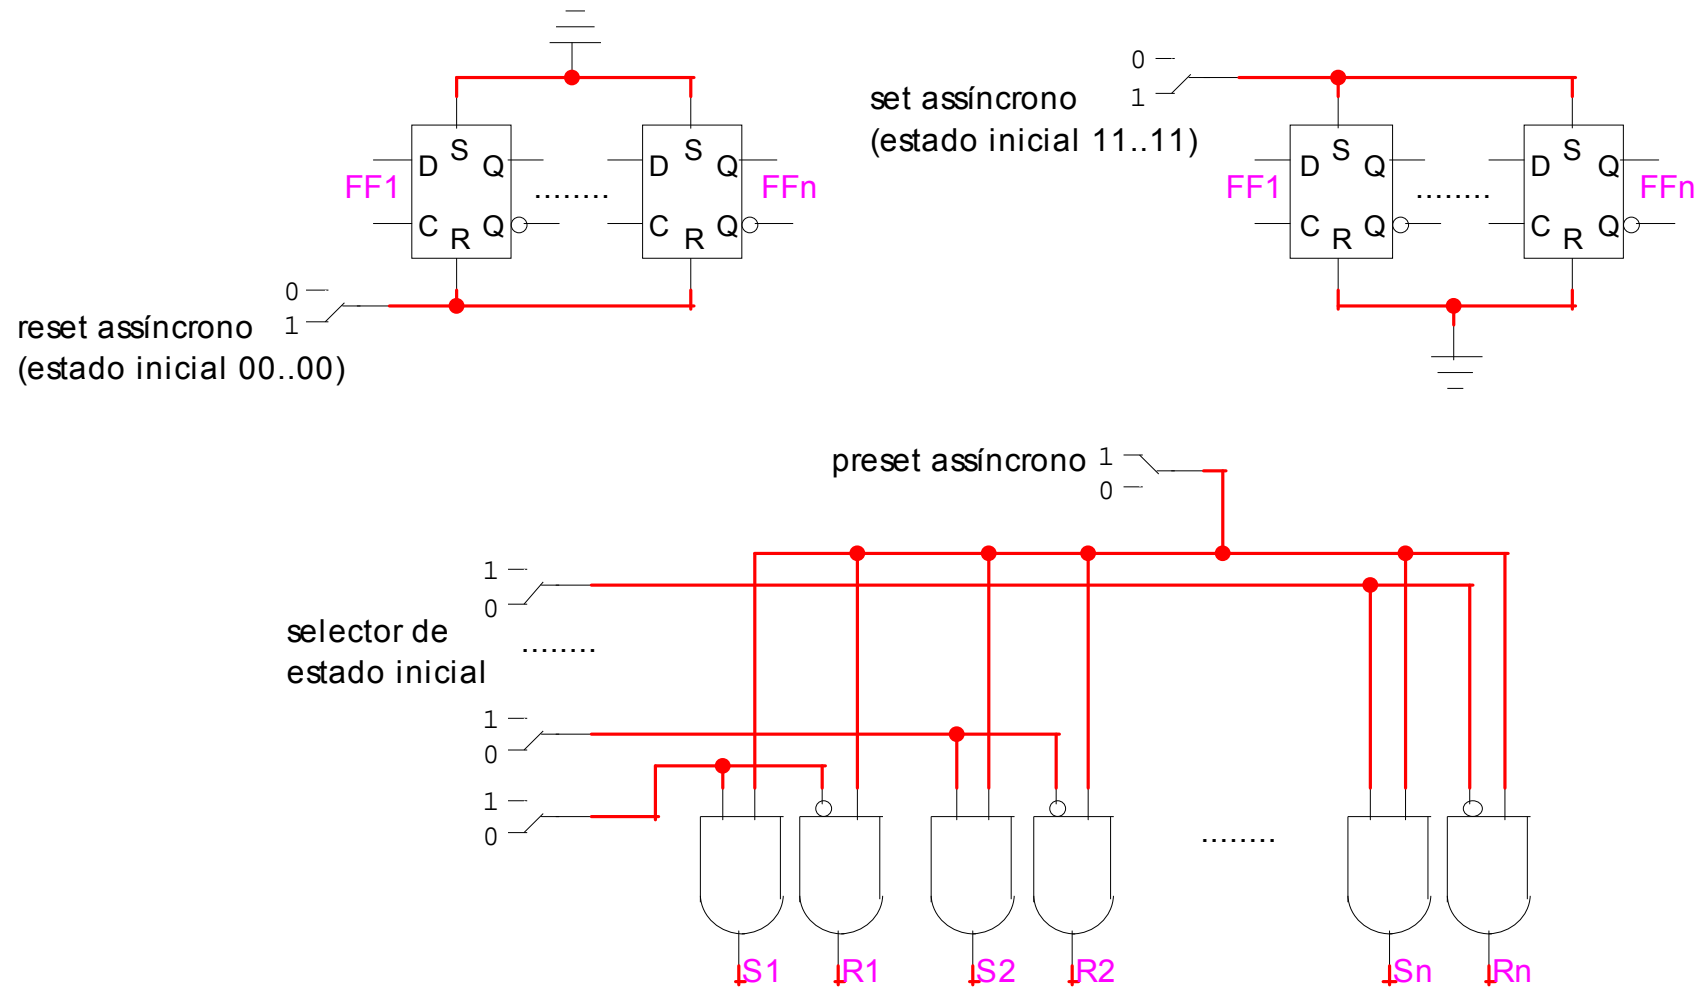 D S Q
C R Q
FF1
........
D S Q
C R Q
FFn
0
1
reset assíncrono
(estado inicial 00..00)
0
1
set assíncrono
(estado inicial 11..11)
D S Q
C R Q
FF1
........
D S Q
C R Q
FFn
preset assíncrono
1
0
1
0
selector de
estado inicial
........
1
0
1
0
........
S1 R1 S2 R2 Sn Rn